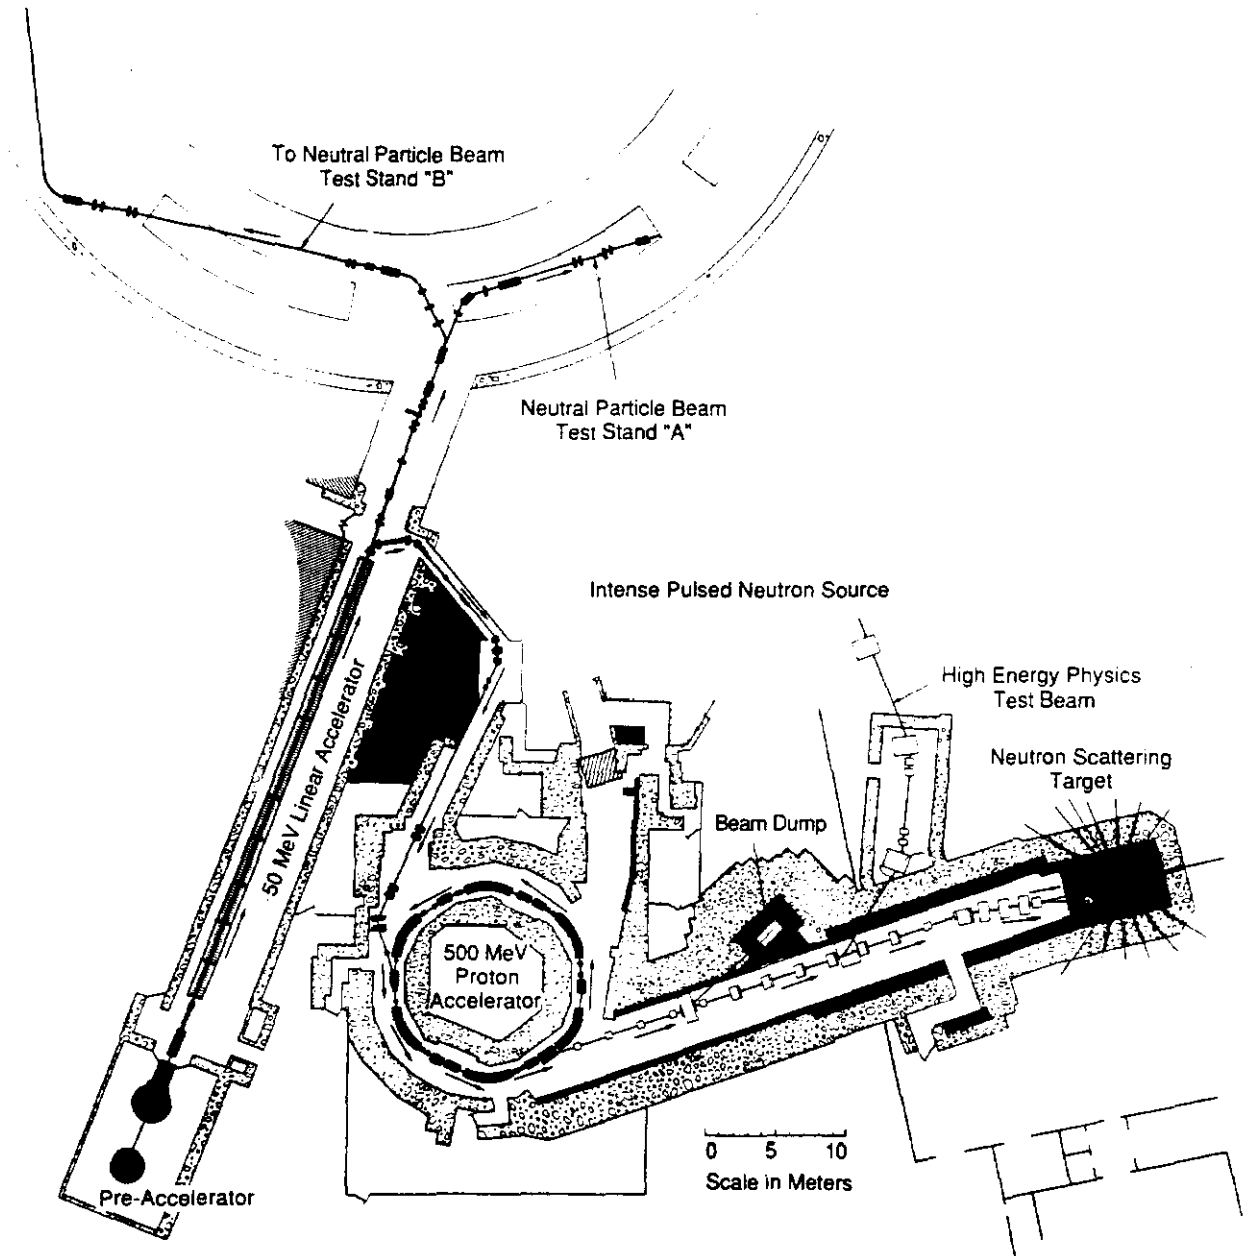 To Neutral Particle Beam
Test Stand "B"
Neutral Particle Beam
Test Stand "A"
Intense Pulsed Neutron Source
High Energy Physics
Test Beam
Neutron Scattering
Target
Beam Dump
50 MeV Linear Accelerator
500 MeV
Proton
Accelerator
0 5 10
Scale in Meters
Pre-Accelerator